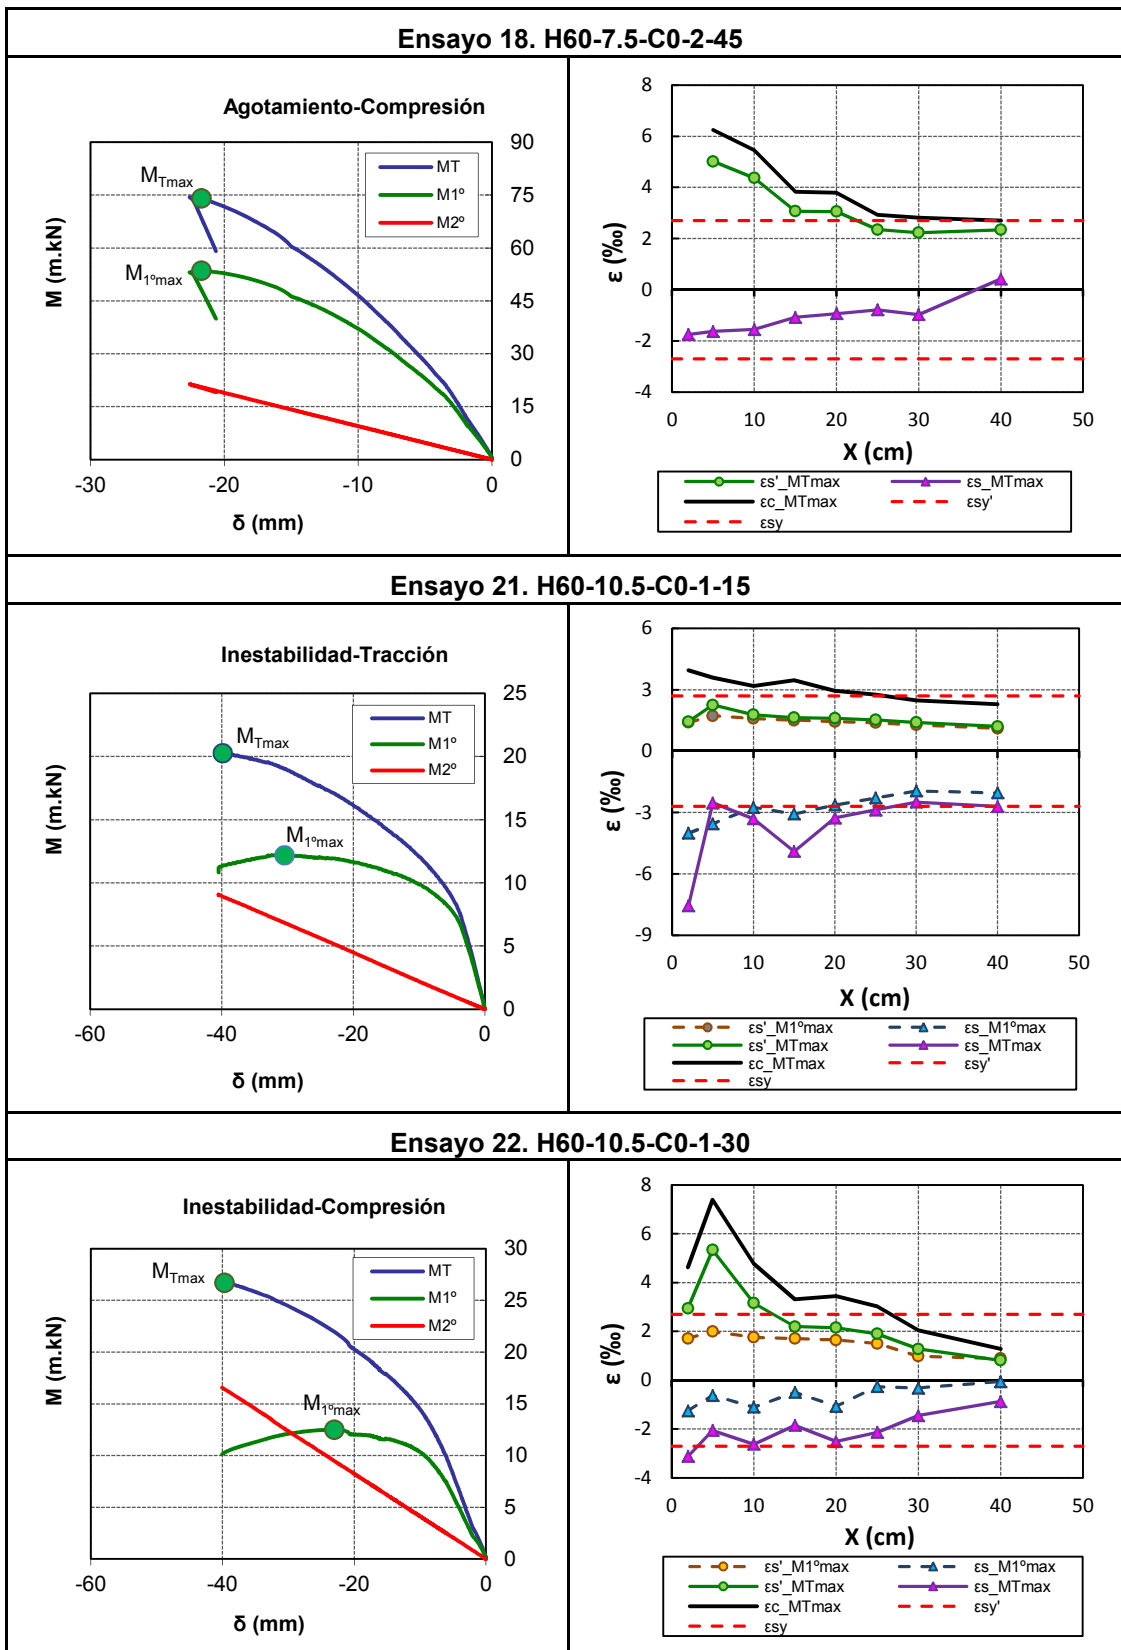 Ensayo 18. H60-7.5-C0-2-45
Agotamiento-Compresión
90
75
60
45
30
15
0
-30
-20
-10
0
M (m.kN)
δ (mm)
MT
M1º
M2º
MTmax
M1ºmax
8
6
4
2
0
-2
-4
0
10
20
30
40
50
ε (‰)
X (cm)
εs'_MTmax
εs_MTmax
εc_MTmax
εsy'
εsy
Ensayo 21. H60-10.5-C0-1-15
Inestabilidad-Tracción
25
20
15
10
5
0
-60
-40
-20
0
M (m.kN)
δ (mm)
MT
M1º
M2º
MTmax
M1ºmax
6
3
0
-3
-6
-9
0
10
20
30
40
50
ε (‰)
X (cm)
εs'_M1ºmax
εs_M1ºmax
εs'_MTmax
εs_MTmax
εc_MTmax
εsy'
εsy
Ensayo 22. H60-10.5-C0-1-30
Inestabilidad-Compresión
30
25
20
15
10
5
0
-60
-40
-20
0
M (m.kN)
δ (mm)
MT
M1º
M2º
MTmax
M1ºmax
8
6
4
2
0
-2
-4
0
10
20
30
40
50
ε (‰)
X (cm)
εs'_M1ºmax
εs_M1ºmax
εs'_MTmax
εs_MTmax
εc_MTmax
εsy'
εsy